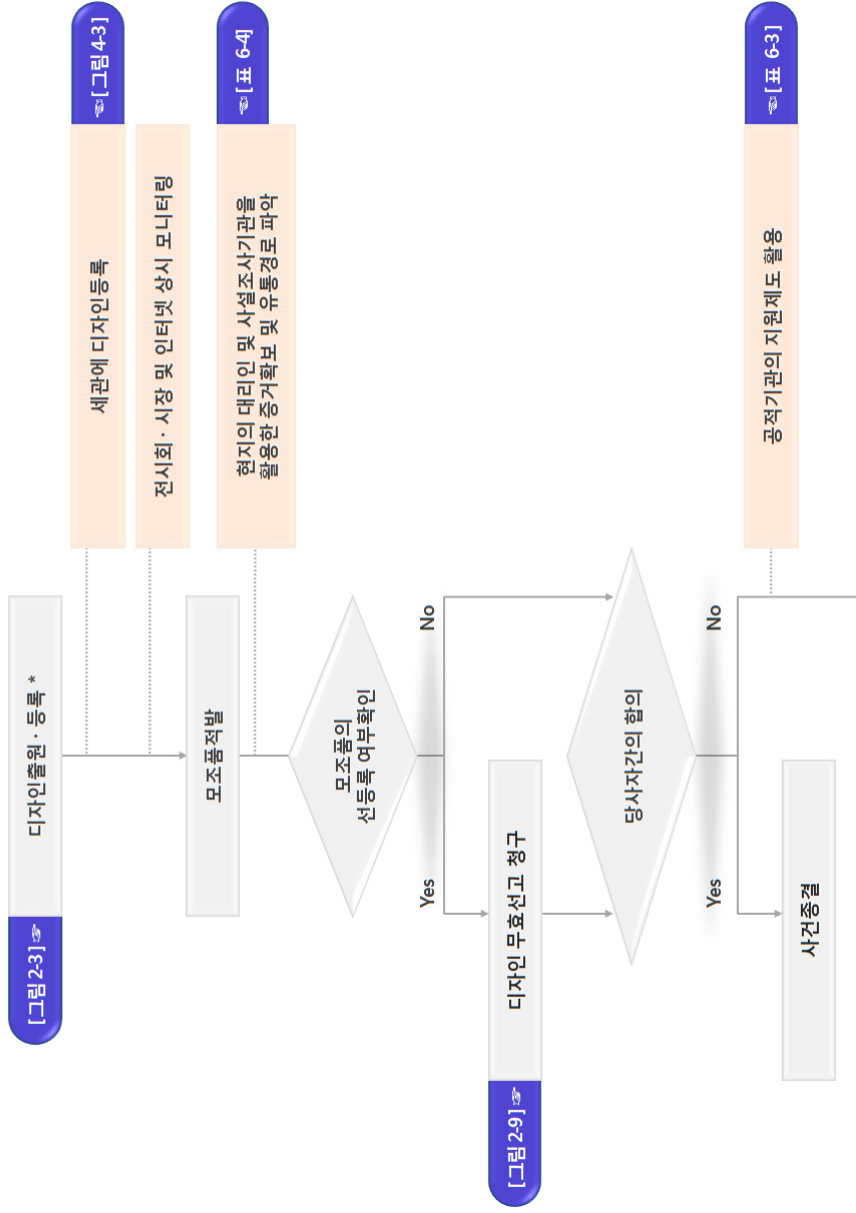 [그림 2-3]☞
디자인출원 · 등록 *
세관에 디자인등록
☜[그림 4-3]
전시회 · 시장 및 인터넷 상시 모니터링
모조품적발
현지의 대리인 및 사설조사기관을
활용한 증거확보 및 유통경로 파악
☜[표 6-4]
모조품의
선등록 여부확인
Yes
No
[그림 2-9]☞
디자인 무효선고 청구
당사자간의 합의
Yes
No
사건종결
공적기관의 지원제도 활용
☜[표 6-3]